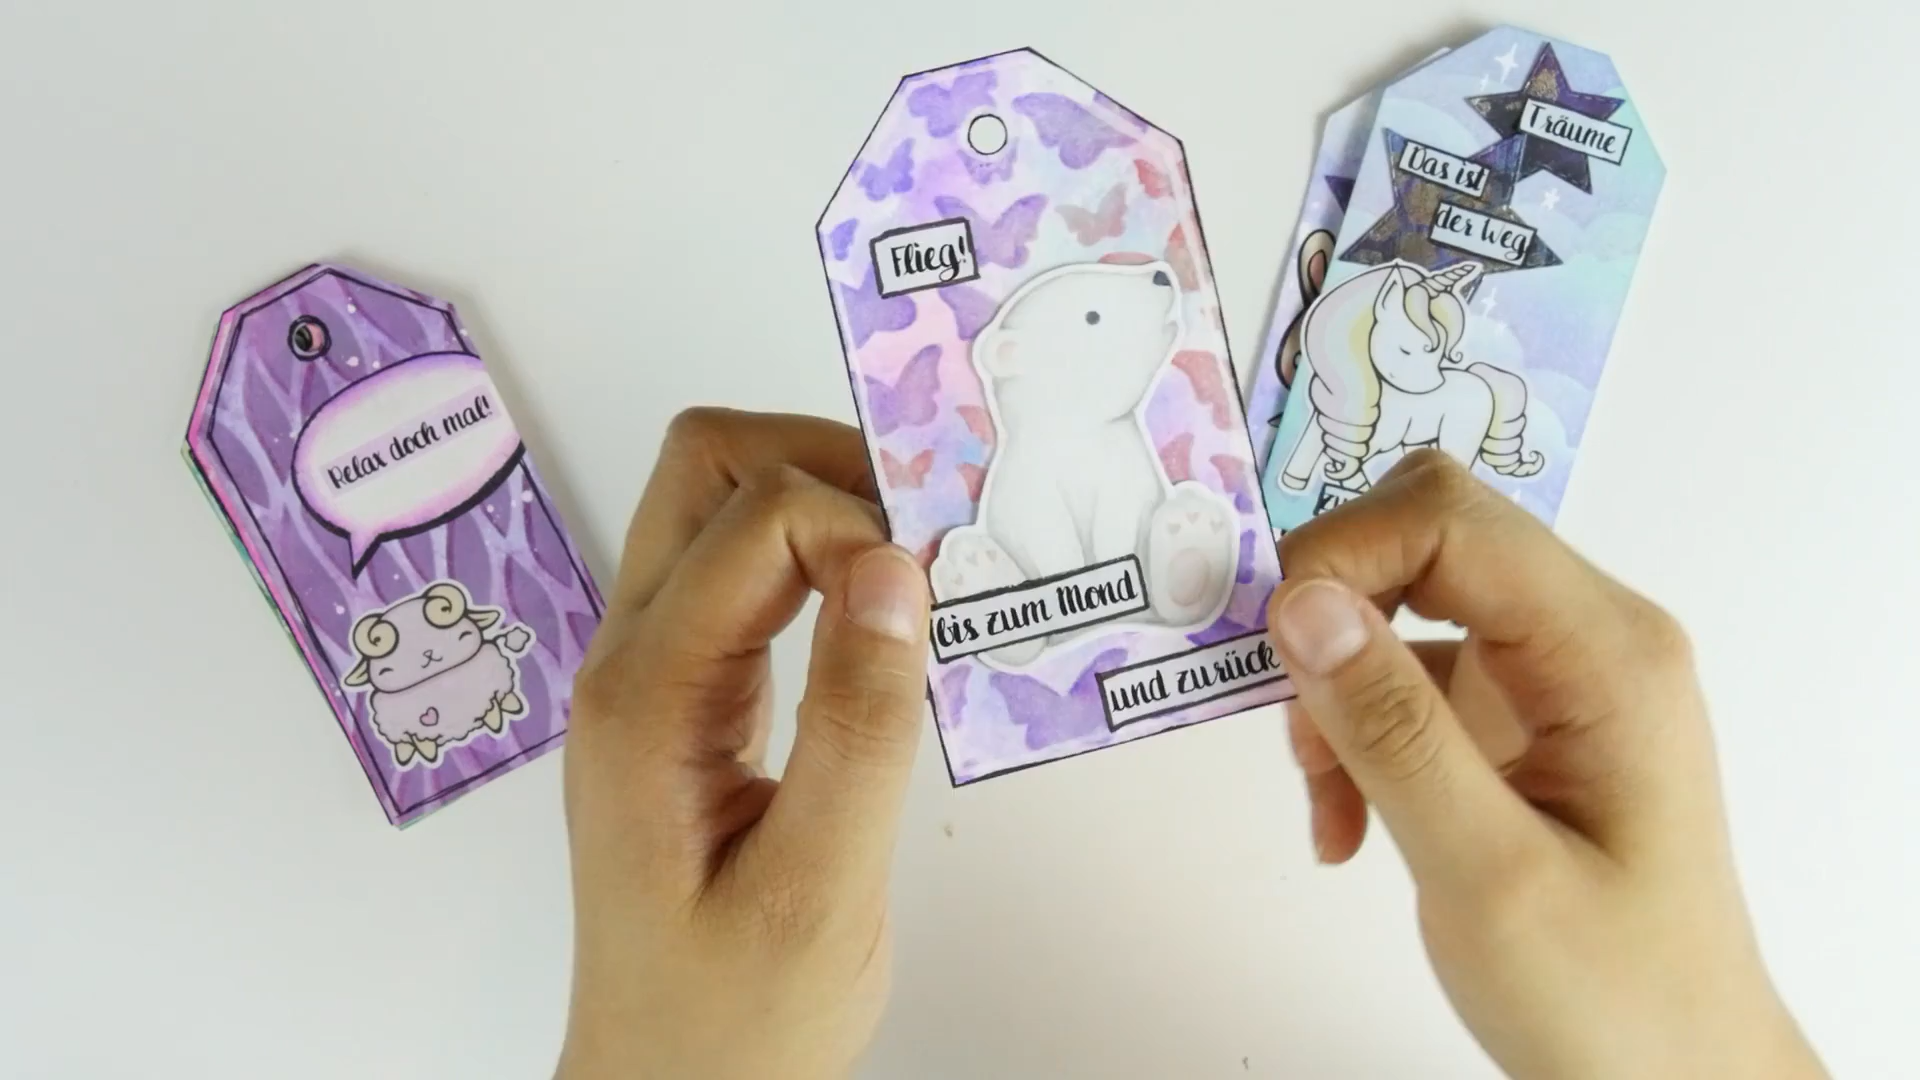 Relax doch mal!
Flieg!
bis zum Mond
und zurück
Träume
Das ist
der Weg